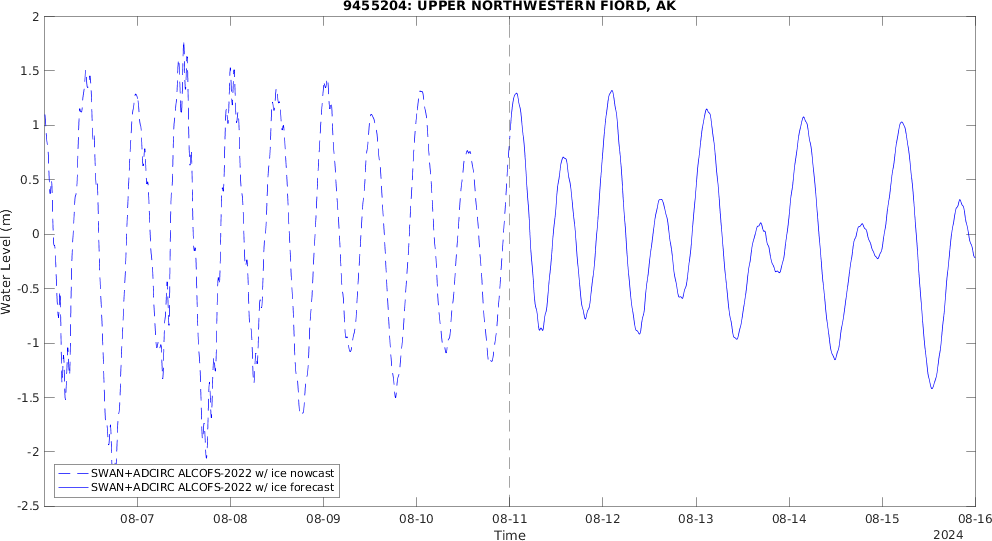 9455204: UPPER NORTHWESTERN FIORD, AK
2
1.5
1
0.5
0
-0.5
-1
-1.5
-2
-2.5
Water Level (m)
SWAN+ADCIRC ALCOFS-2022 w/ ice nowcast
SWAN+ADCIRC ALCOFS-2022 w/ ice forecast
08-07 08-08 08-09 08-10 08-11 08-12 08-13 08-14 08-15 08-16
Time
2024